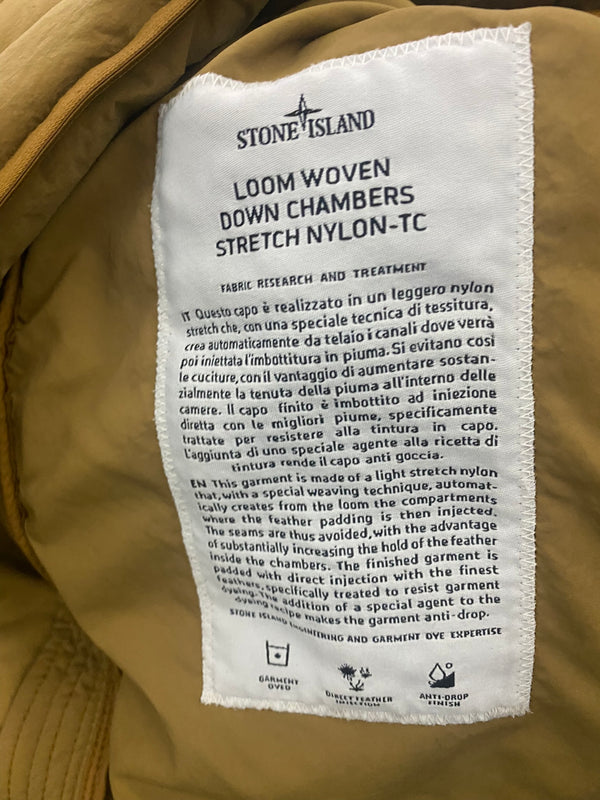 STONE ISLAND
LOOM WOVEN
DOWN CHAMBERS
STRETCH NYLON-TC
FABRIC RESEARCH AND TREATMENT
IT Questo capo è realizzato in un leggero nylon
stretch che, con una speciale tecnica di tessitura,
crea automaticamente da telaio i canali dove verrà
poi iniettata l'imbottitura in piuma. Si evitano così
le cuciture, con il vantaggio di aumentare sostan-
zialmente la tenuta della piuma all'interno delle
camere. Il capo finito è imbottito ad iniezione
diretta con le migliori piume, specificamente
trattate per resistere alla tintura in capo.
L'aggiunta di uno speciale agente alla ricetta di
tintura rende il capo anti goccia.
EN This garment is made of a light stretch nylon
that, with a special weaving technique, automat-
ically creates from the loom the compartments
where the feather padding is then injected.
The seams are thus avoided, with the advantage
of substantially increasing the hold of the feather
inside the chambers. The finished garment is
padded with direct injection with the finest
feathers, specifically treated to resist garment
dyeing. The addition of a special agent to the
dyeing recipe makes the garment anti-drop.
STONE ISLAND ENGINEERING AND GARMENT DYE EXPERTISE
GARMENT
DYED
DIRECT FEATHER
INJECTION
ANTI-DROP
FINISH